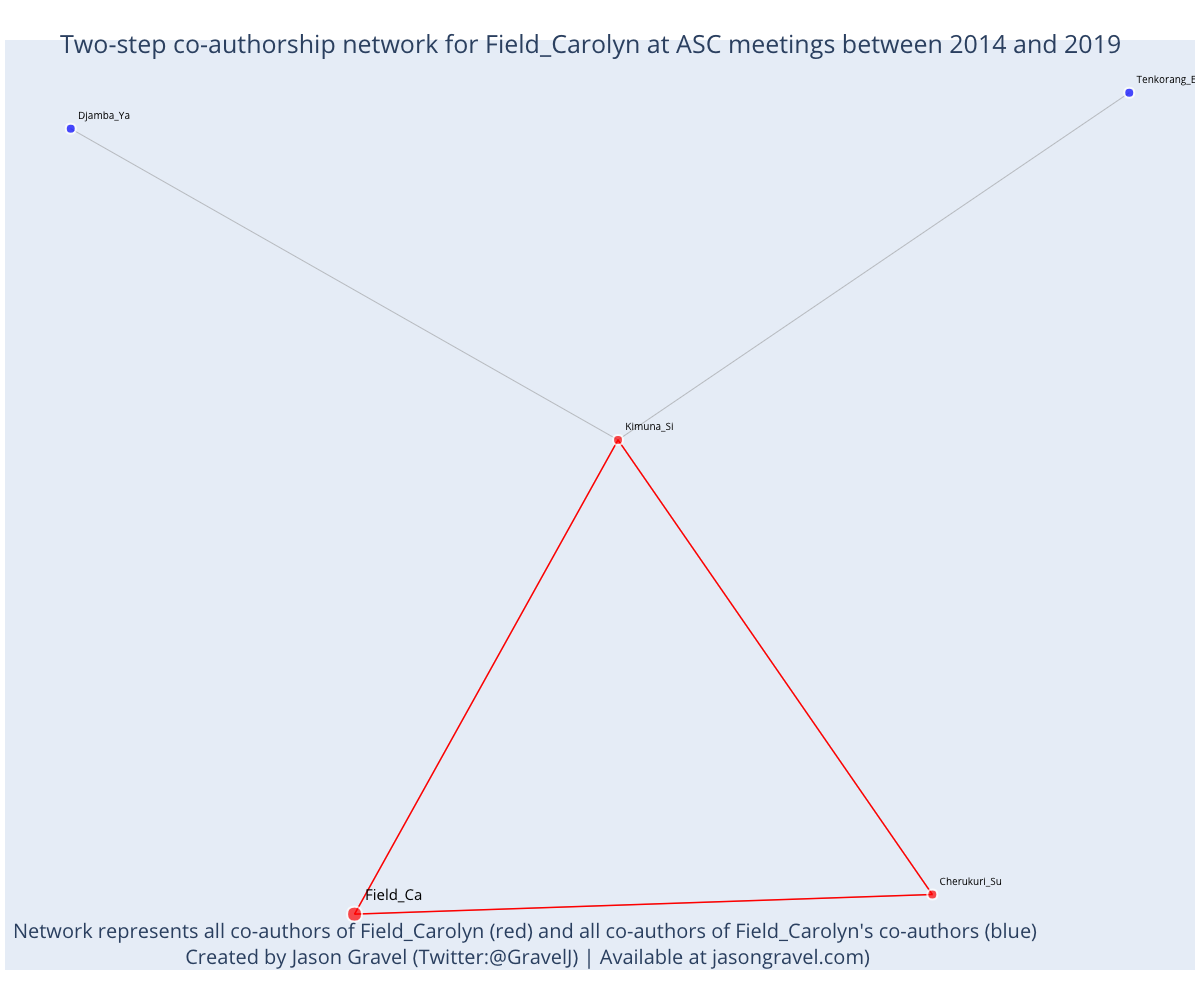 Two-step co-authorship network for Field_Carolyn at ASC meetings between 2014 and 2019
Tenkorang_E
Djamba_Ya
Kimuna_Si
Cherukuri_Su
Field_Ca
Network represents all co-authors of Field_Carolyn (red) and all co-authors of Field_Carolyn's co-authors (blue)
Created by Jason Gravel (Twitter:@GravelJ) | Available at jasongravel.com)